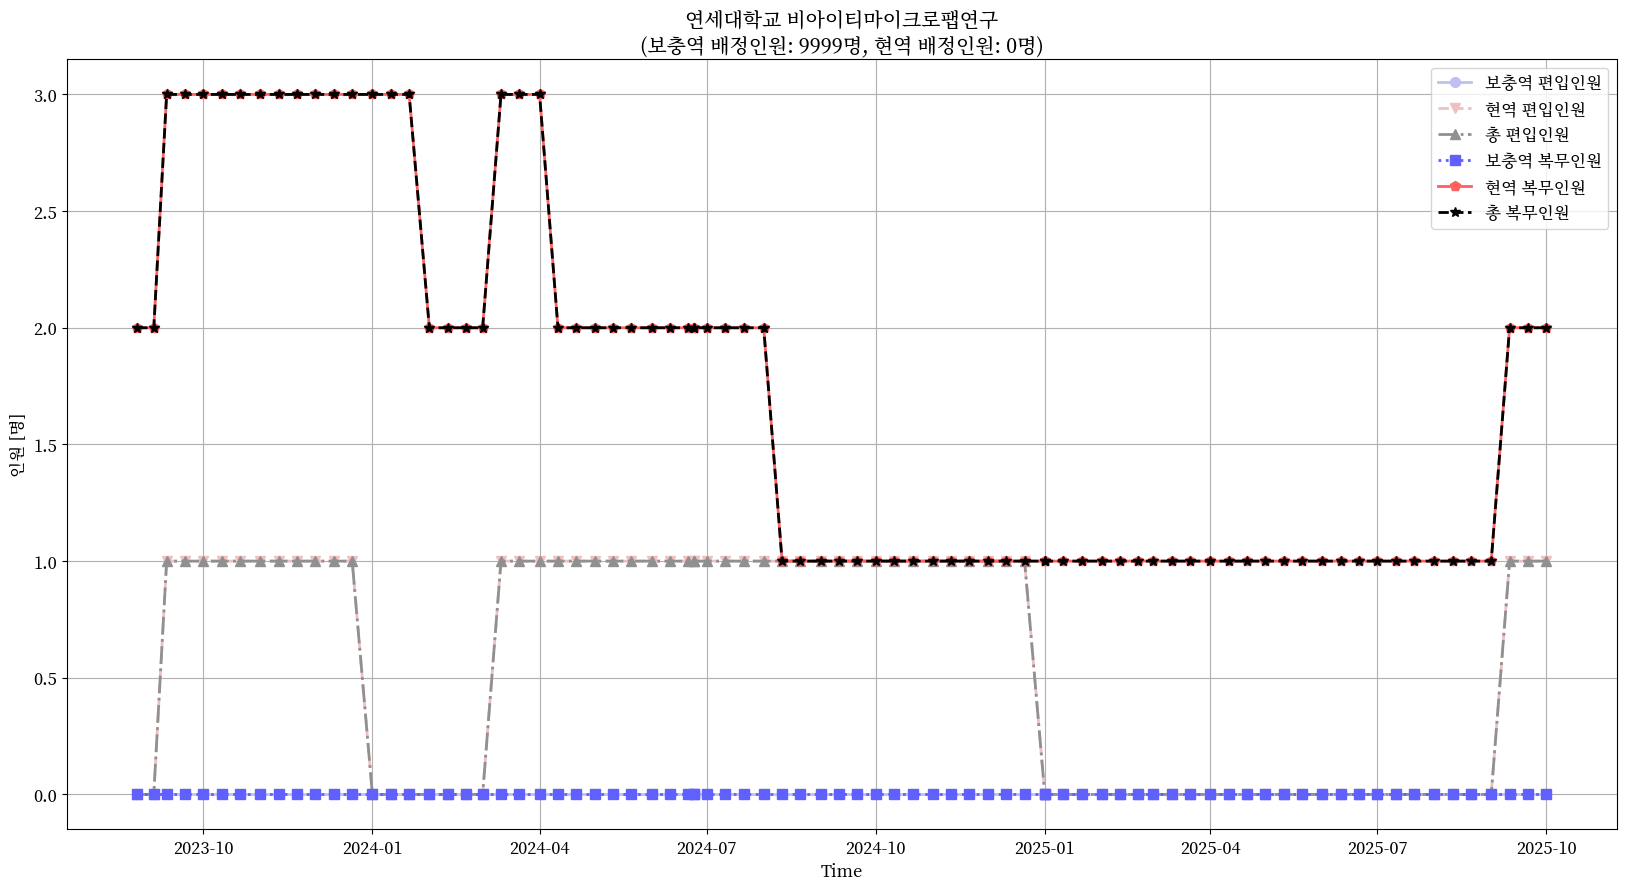 연세대학교 비아이티마이크로팹연구
(보충역 배정인원: 9999명, 현역 배정인원: 0명)
보충역 편입인원
현역 편입인원
총 편입인원
보충역 복무인원
현역 복무인원
총 복무인원
인원 [명]
3.0
2.5
2.0
1.5
1.0
0.5
0.0
2023-10
2024-01
2024-04
2024-07
2024-10
2025-01
2025-04
2025-07
2025-10
Time